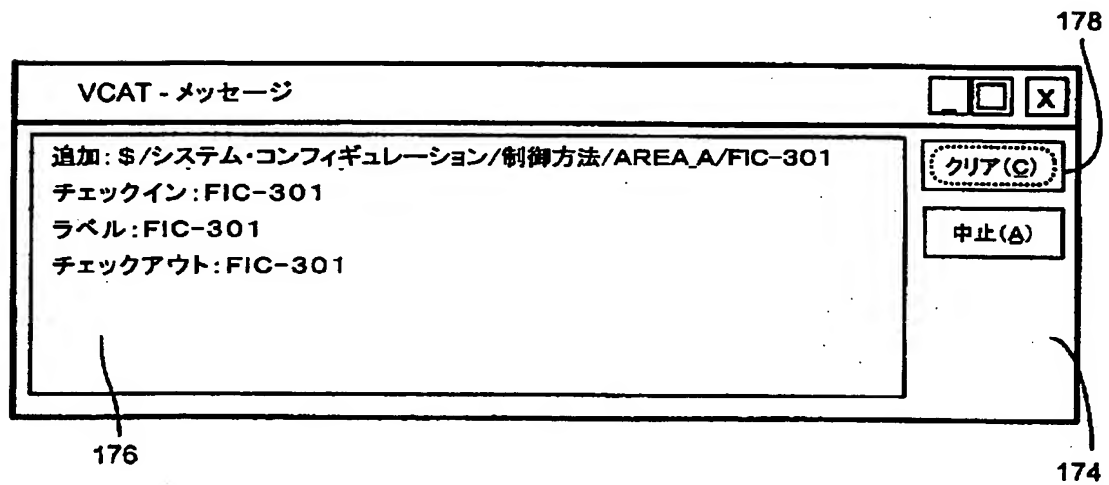 178
VCAT - メッセージ
X
追加: $/システム・コンフィギュレーション/制御方法/AREA_A/FIC-301
チェックイン:FIC-301
ラベル:FIC-301
チェックアウト:FIC-301
クリア(C)
中止(A)
176
174